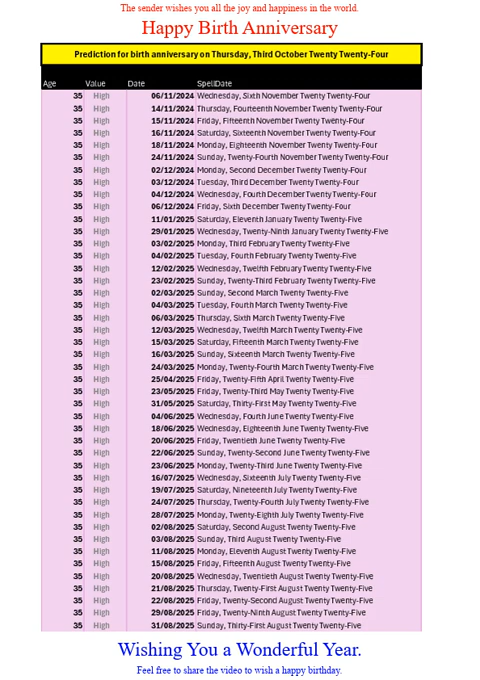 The sender wishes you all the joy and happiness in the world.
Happy Birth Anniversary
Prediction for birth anniversary on Thursday, Third October Twenty Twenty-Four
Age Value Date SpellDate
35 High 06/11/2024 Wednesday, Sixth November Twenty Twenty-Four
35 High 14/11/2024 Thursday, Fourteenth November Twenty Twenty-Four
35 High 15/11/2024 Friday, Fifteenth November Twenty Twenty-Four
35 High 16/11/2024 Saturday, Sixteenth November Twenty Twenty-Four
35 High 18/11/2024 Monday, Eighteenth November Twenty Twenty-Four
35 High 24/11/2024 Sunday, Twenty-Fourth November Twenty Twenty-Four
35 High 02/12/2024 Monday, Second December Twenty Twenty-Four
35 High 03/12/2024 Tuesday, Third December Twenty Twenty-Four
35 High 04/12/2024 Wednesday, Fourth December Twenty Twenty-Four
35 High 06/12/2024 Friday, Sixth December Twenty Twenty-Four
35 High 11/01/2025 Saturday, Eleventh January Twenty Twenty-Five
35 High 29/01/2025 Wednesday, Twenty-Ninth January Twenty Twenty-Five
35 High 03/02/2025 Monday, Third February Twenty Twenty-Five
35 High 04/02/2025 Tuesday, Fourth February Twenty Twenty-Five
35 High 12/02/2025 Wednesday, Twelfth February Twenty Twenty-Five
35 High 23/02/2025 Sunday, Twenty-Third February Twenty Twenty-Five
35 High 02/03/2025 Sunday, Second March Twenty Twenty-Five
35 High 04/03/2025 Tuesday, Fourth March Twenty Twenty-Five
35 High 06/03/2025 Thursday, Sixth March Twenty Twenty-Five
35 High 12/03/2025 Wednesday, Twelfth March Twenty Twenty-Five
35 High 15/03/2025 Saturday, Fifteenth March Twenty Twenty-Five
35 High 16/03/2025 Sunday, Sixteenth March Twenty Twenty-Five
35 High 24/03/2025 Monday, Twenty-Fourth March Twenty Twenty-Five
35 High 25/04/2025 Friday, Twenty-Fifth April Twenty Twenty-Five
35 High 23/05/2025 Friday, Twenty-Third May Twenty Twenty-Five
35 High 31/05/2025 Saturday, Thirty-First May Twenty Twenty-Five
35 High 04/06/2025 Wednesday, Fourth June Twenty Twenty-Five
35 High 18/06/2025 Wednesday, Eighteenth June Twenty Twenty-Five
35 High 20/06/2025 Friday, Twentieth June Twenty Twenty-Five
35 High 22/06/2025 Sunday, Twenty-Second June Twenty Twenty-Five
35 High 23/06/2025 Monday, Twenty-Third June Twenty Twenty-Five
35 High 16/07/2025 Wednesday, Sixteenth July Twenty Twenty-Five
35 High 19/07/2025 Saturday, Nineteenth July Twenty Twenty-Five
35 High 24/07/2025 Thursday, Twenty-Fourth July Twenty Twenty-Five
35 High 28/07/2025 Monday, Twenty-Eighth July Twenty Twenty-Five
35 High 02/08/2025 Saturday, Second August Twenty Twenty-Five
35 High 03/08/2025 Sunday, Third August Twenty Twenty-Five
35 High 11/08/2025 Monday, Eleventh August Twenty Twenty-Five
35 High 15/08/2025 Friday, Fifteenth August Twenty Twenty-Five
35 High 20/08/2025 Wednesday, Twentieth August Twenty Twenty-Five
35 High 21/08/2025 Thursday, Twenty-First August Twenty Twenty-Five
35 High 22/08/2025 Friday, Twenty-Second August Twenty Twenty-Five
35 High 29/08/2025 Friday, Twenty-Ninth August Twenty Twenty-Five
35 High 31/08/2025 Sunday, Thirty-First August Twenty Twenty-Five
Wishing You a Wonderful Year.
Feel free to share the video to wish a happy birthday.